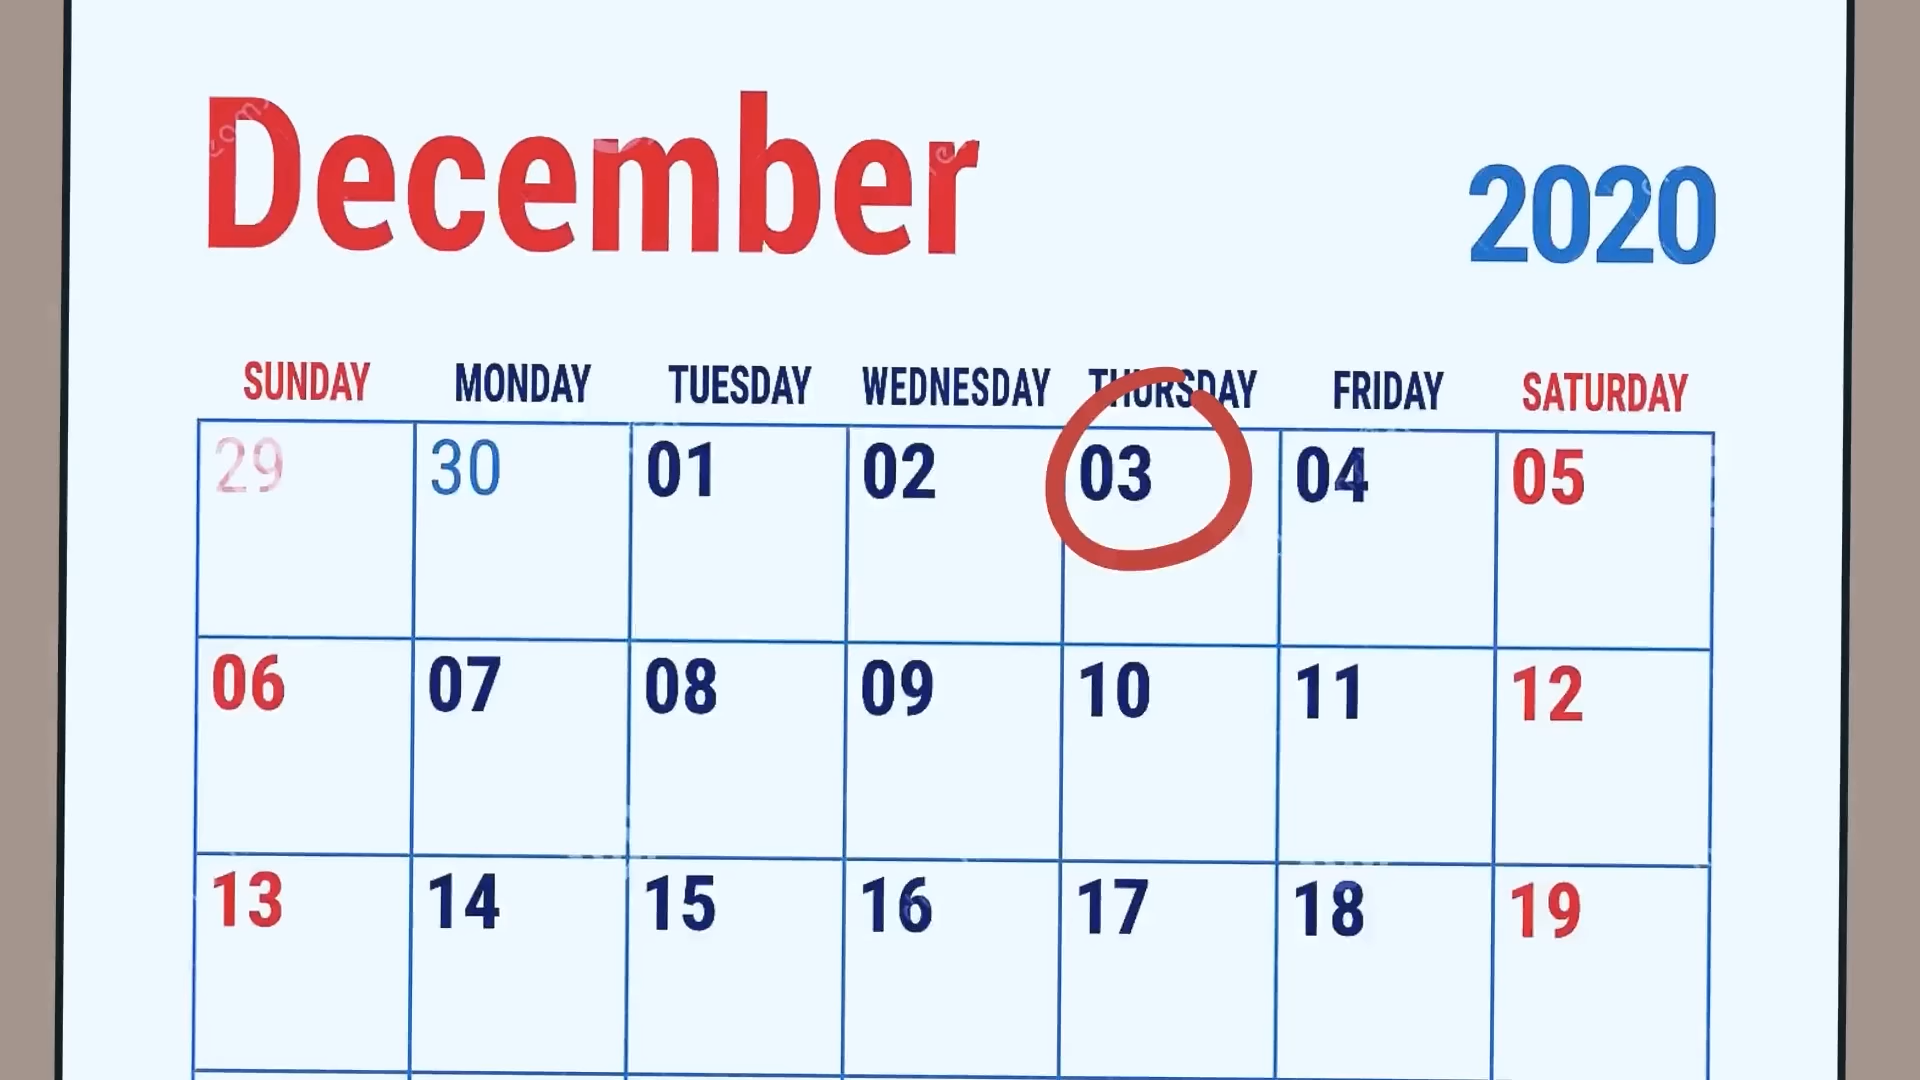 December 2020
SUNDAY MONDAY TUESDAY WEDNESDAY THURSDAY FRIDAY SATURDAY
29 30 01 02 03 04 05
06 07 08 09 10 11 12
13 14 15 16 17 18 19